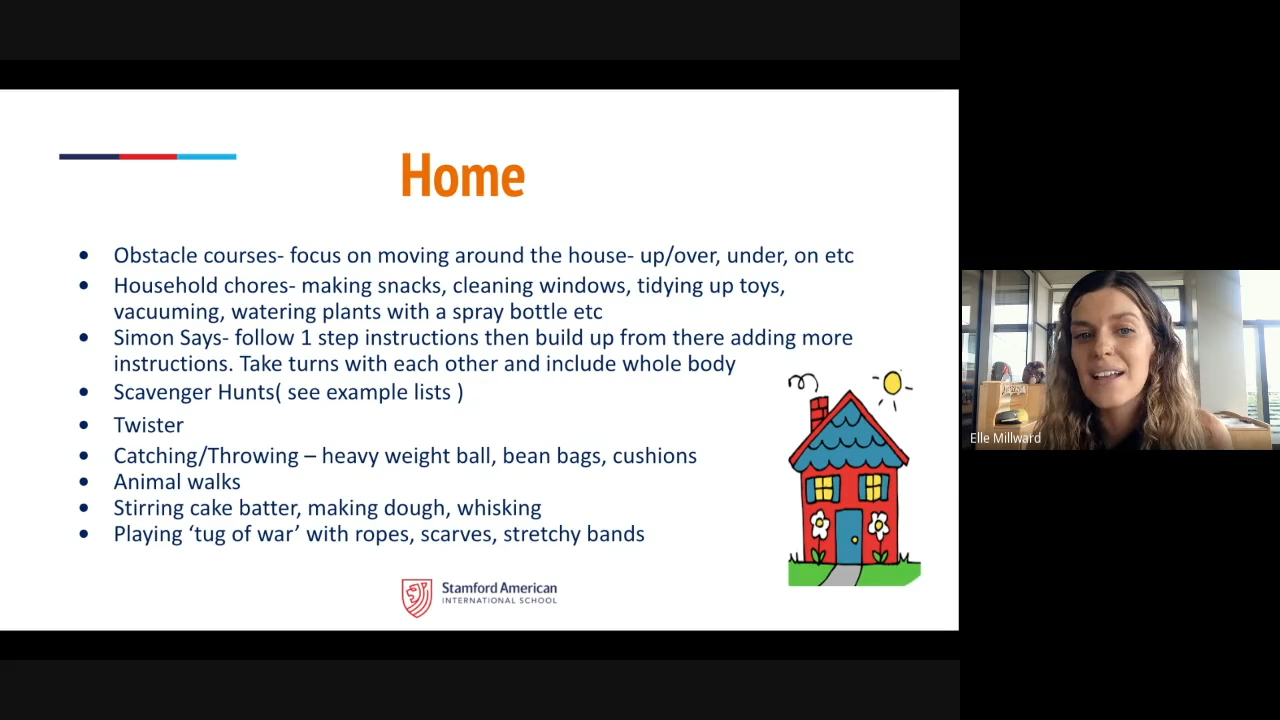 Home
• Obstacle courses- focus on moving around the house- up/over, under, on etc
• Household chores- making snacks, cleaning windows, tidying up toys,
vacuuming, watering plants with a spray bottle etc
• Simon Says- follow 1 step instructions then build up from there adding more
instructions. Take turns with each other and include whole body
• Scavenger Hunts( see example lists )
• Twister
• Catching/Throwing – heavy weight ball, bean bags, cushions
• Animal walks
• Stirring cake batter, making dough, whisking
• Playing ‘tug of war’ with ropes, scarves, stretchy bands
Stamford American
INTERNATIONAL SCHOOL
Elle Millward